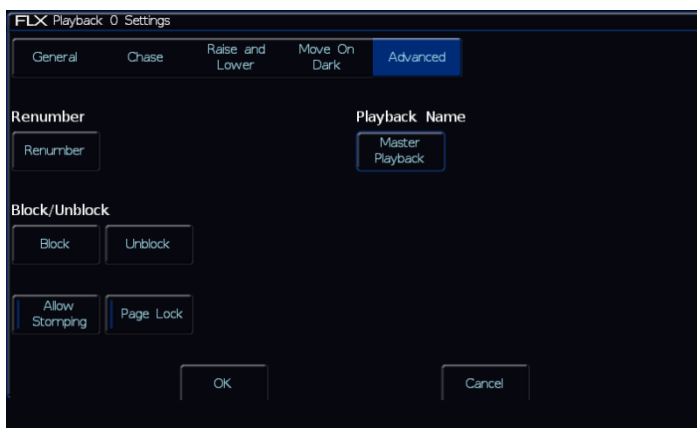 FLX Playback 0 Settings
General
Chase
Raise and
Lower
Move On
Dark
Advanced
Renumber
Playback Name
Renumber
Master
Playback
Block/Unblock
Block
Unblock
Allow
Stomping
Page Lock
OK
Cancel